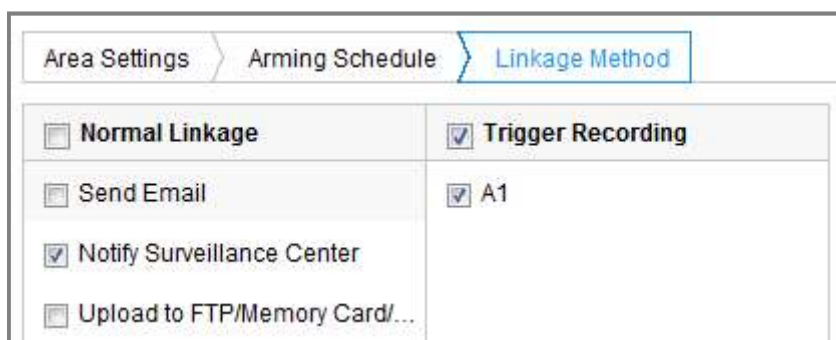 Area Settings Arming Schedule Linkage Method
Normal Linkage Trigger Recording
Send Email A1
Notify Surveillance Center
Upload to FTP/Memory Card/...